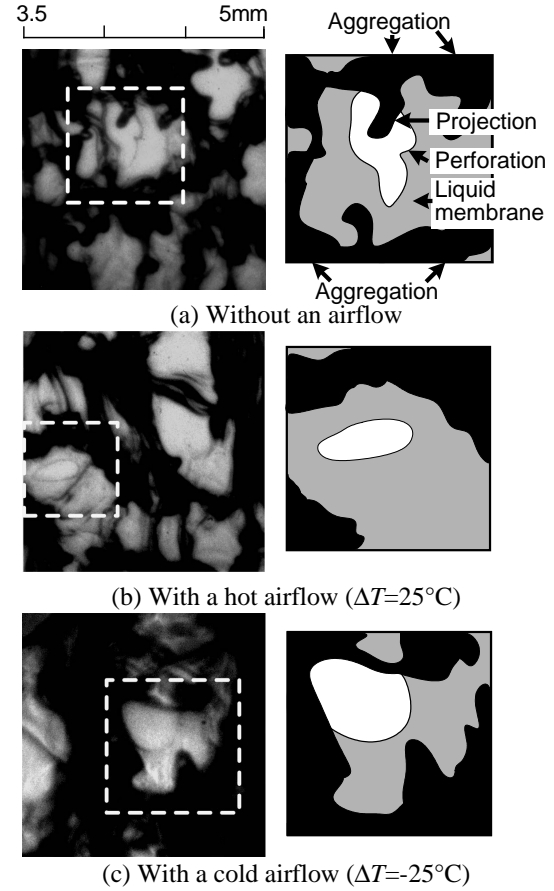 3.5 5mm
Aggregation
Projection
Perforation
Liquid
membrane
Aggregation
(a) Without an airflow
(b) With a hot airflow (ΔT=25°C)
(c) With a cold airflow (ΔT=-25°C)